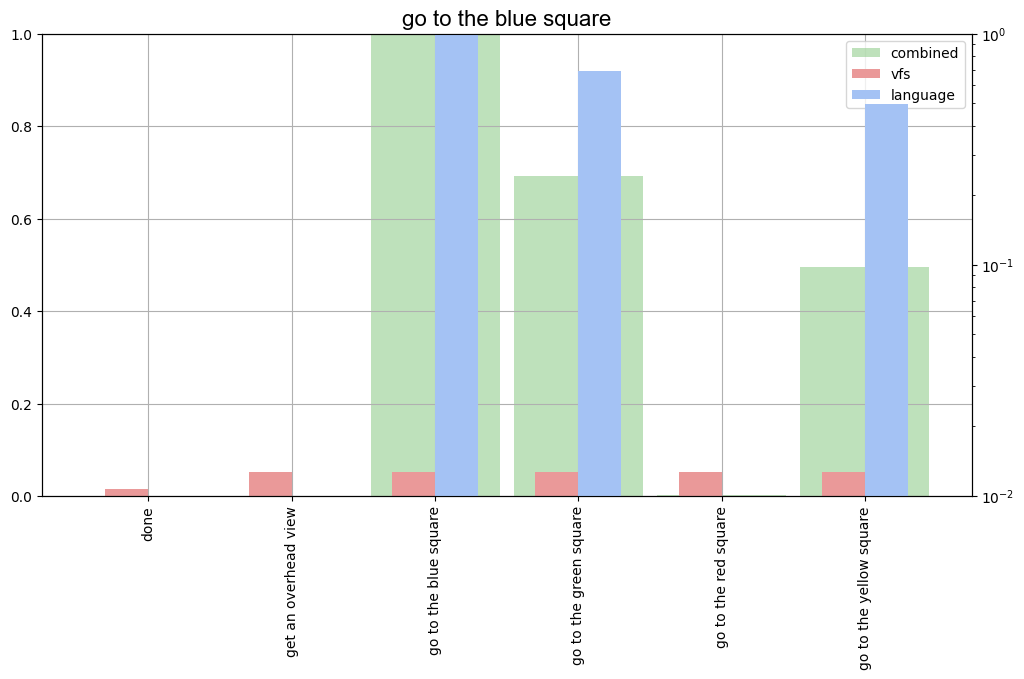 go to the blue square
1.0
0.8
0.6
0.4
0.2
0.0
10⁰
10⁻¹
10⁻²
combined
vfs
language
done
get an overhead view
go to the blue square
go to the green square
go to the red square
go to the yellow square